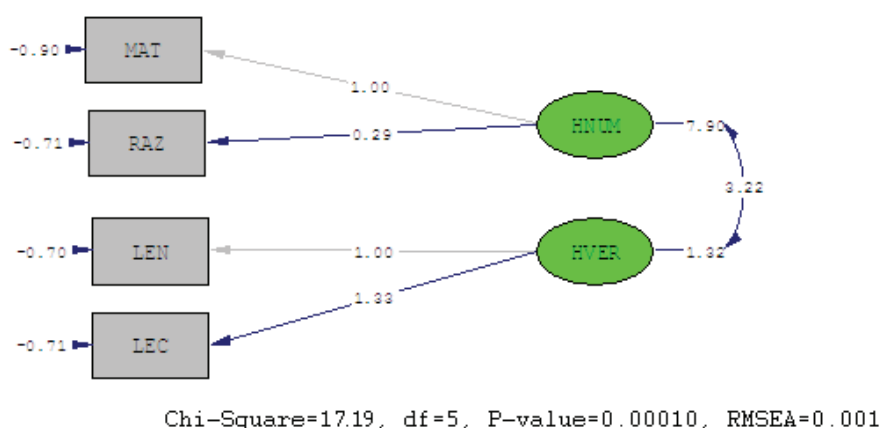 -0.90 MAT
1.00
HNUM 7.90
-0.71 RAZ 0.29
3.22
-0.70 LEN 1.00 HVER 1.32
1.33
-0.71 LEC
Chi-Square=17.19, df=5, P-value=0.00010, RMSEA=0.001